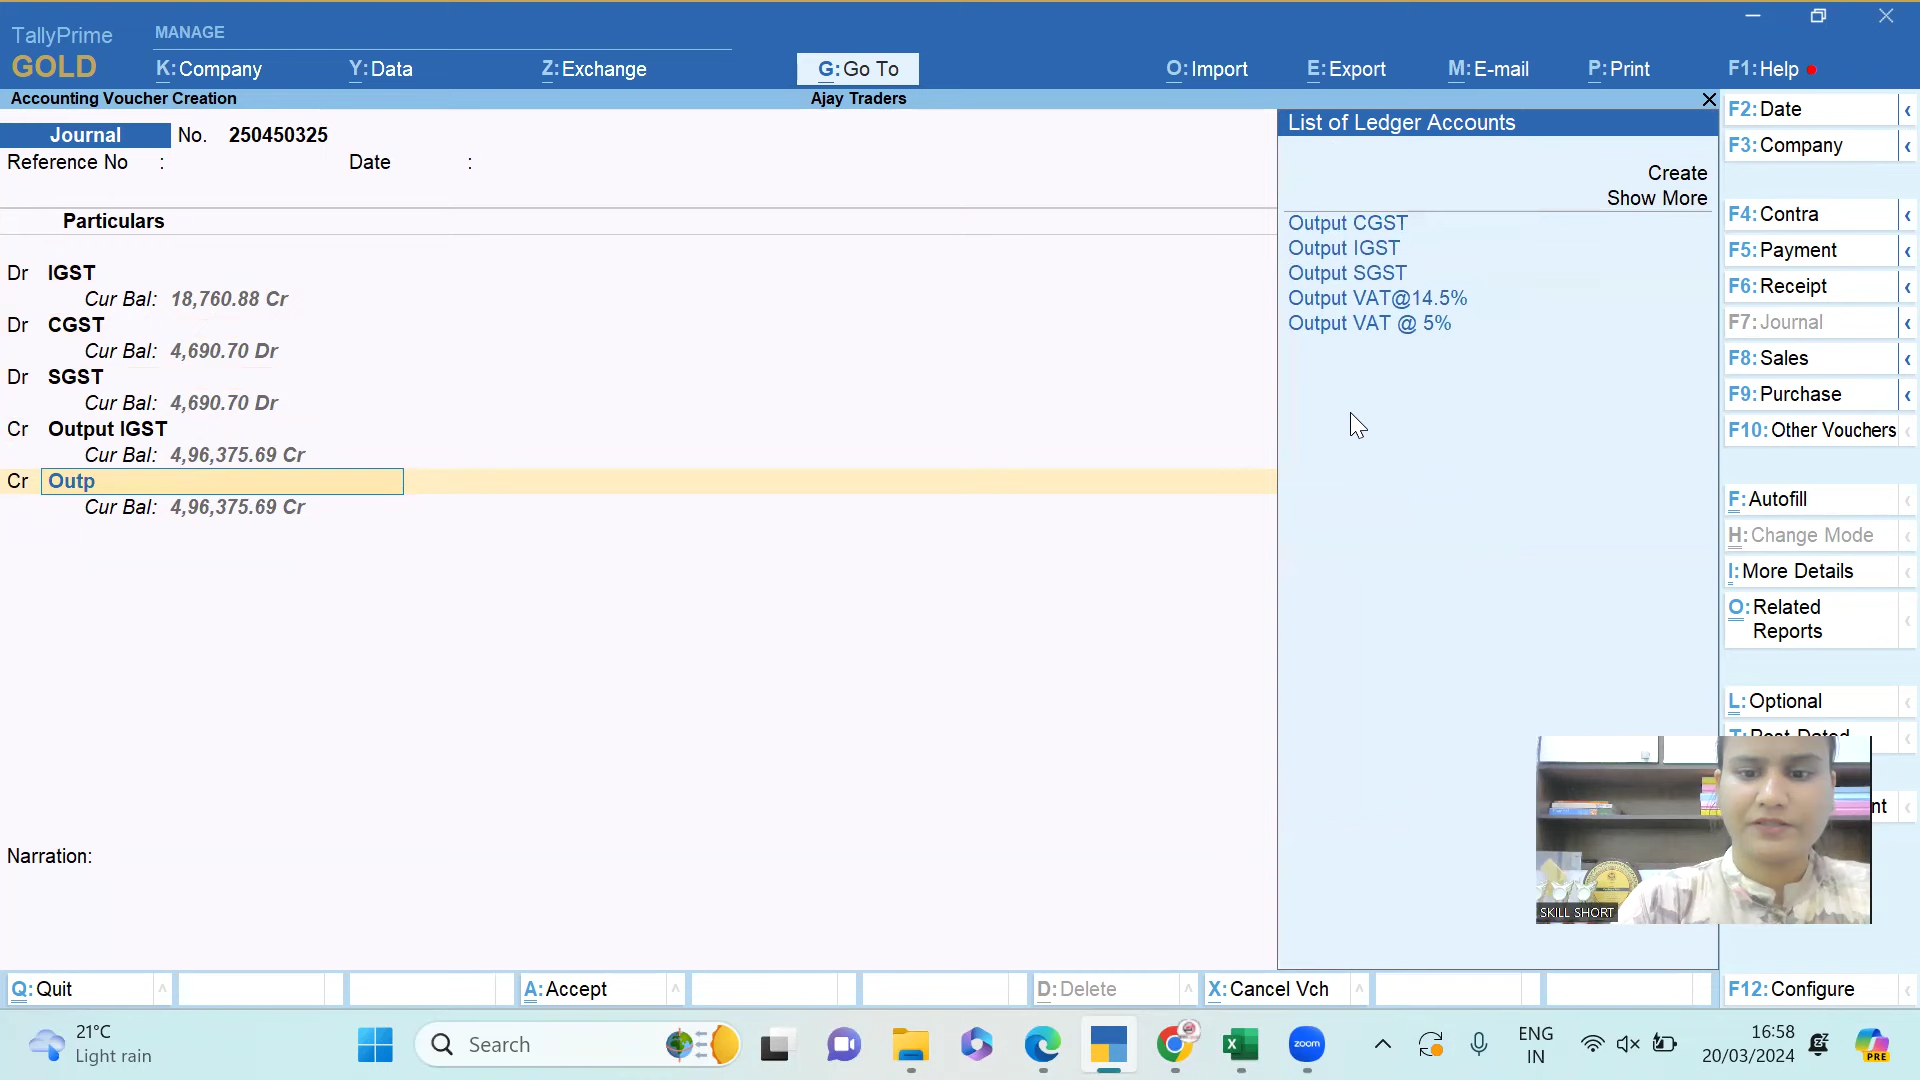 TallyPrime
GOLD
MANAGE
K:Company
Y:Data
Z:Exchange
G:Go To
O:Import
E:Export
M:E-mail
P:Print
F1:Help
Accounting Voucher Creation
Ajay Traders
Journal No. 250450325
Reference No : Date :
Particulars
Dr IGST
Cur Bal: 18,760.88 Cr
Dr CGST
Cur Bal: 4,690.70 Dr
Dr SGST
Cur Bal: 4,690.70 Dr
Cr Output IGST
Cur Bal: 4,96,375.69 Cr
Cr Outp
Cur Bal: 4,96,375.69 Cr
Narration:
List of Ledger Accounts
Create
Show More
Output CGST
Output IGST
Output SGST
Output VAT@14.5%
Output VAT @ 5%
F2:Date
F3:Company
F4:Contra
F5:Payment
F6:Receipt
F7:Journal
F8:Sales
F9:Purchase
F10:Other Vouchers
F:Autofill
H:Change Mode
I:More Details
O:Related
Reports
L:Optional
T:Post-Dated
nt
SKILL SHORT
Q:Quit
A:Accept
D:Delete
X:Cancel Vch
F12:Configure
21°C
Light rain
Search
zoom
ENG
IN
16:58
20/03/2024
PRE